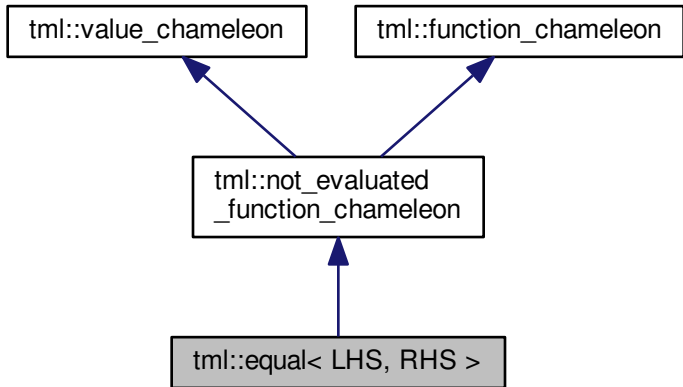 tml::value_chameleon
tml::function_chameleon
tml::not_evaluated
_function_chameleon
tml::equal< LHS, RHS >